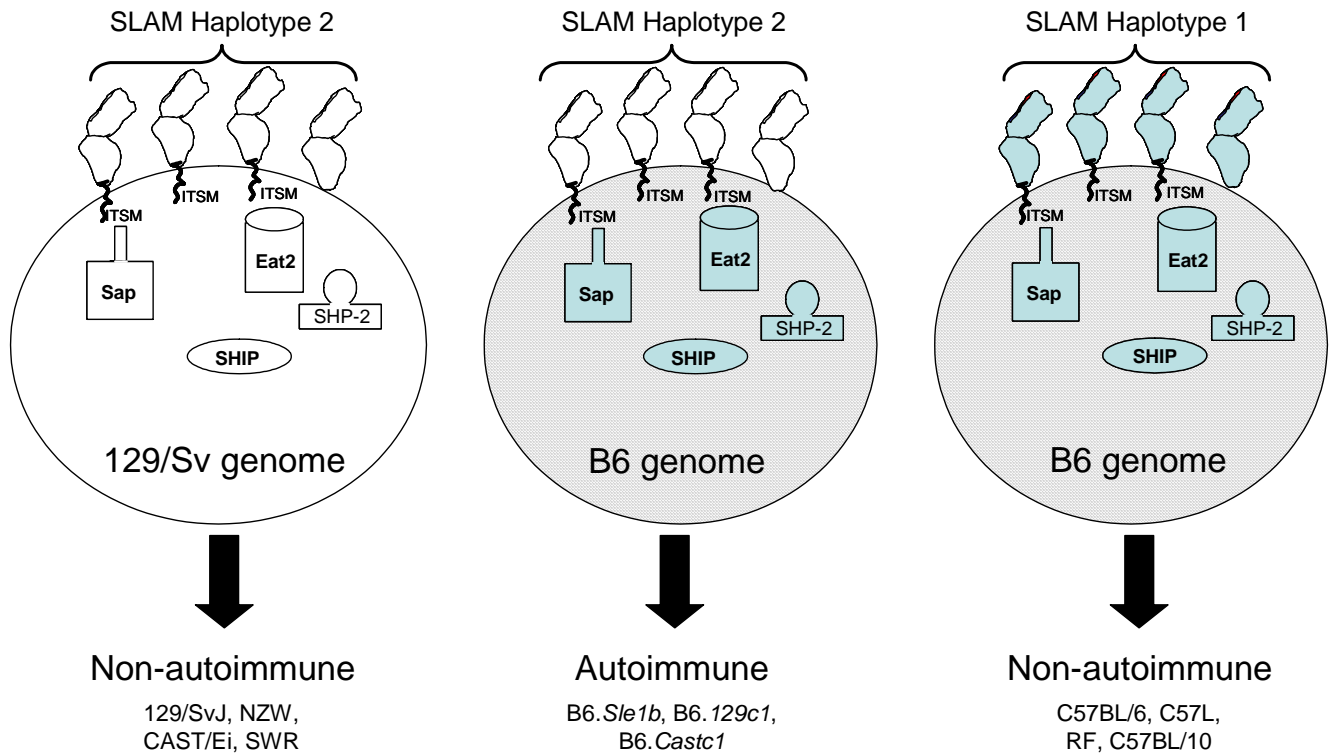 SLAM Haplotype 2
ITSM
ITSM
ITSM
Sap
Eat2
SHP-2
SHIP
129/Sv genome
Non-autoimmune
129/SvJ, NZW,
CAST/Ei, SWR
SLAM Haplotype 2
ITSM
ITSM
ITSM
Sap
Eat2
SHP-2
SHIP
B6 genome
Autoimmune
B6.Sle1b, B6.129c1,
B6.Castc1
SLAM Haplotype 1
ITSM
ITSM
ITSM
Sap
Eat2
SHP-2
SHIP
B6 genome
Non-autoimmune
C57BL/6, C57L,
RF, C57BL/10